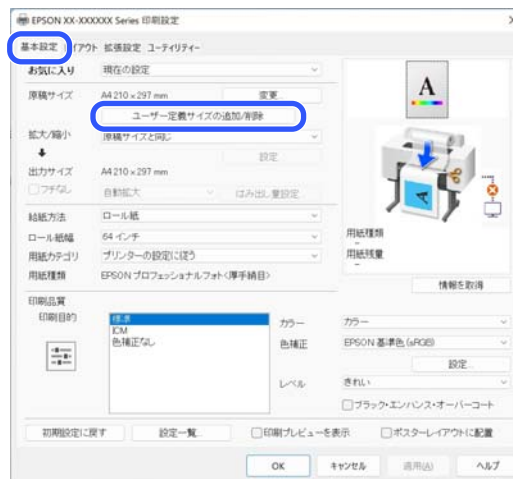 EPSON XX-XXXXXX Series 印刷設定
基本設定 イアウト 拡張設定 ユーティリティー
お気に入り 現在の設定
原稿サイズ A4 210 x 297 mm 変更...
ユーザー定義サイズの追加/削除
拡大/縮小 原稿サイズと同じ
設定...
出力サイズ A4 210 x 297 mm
フチなし 自動拡大 はみ出し量設定...
給紙方法 ロール紙
ロール紙幅 64 インチ
用紙カテゴリ プリンターの設定に従う
用紙種類 EPSON プロフェッショナルフォト<厚手絹目>
A
用紙種類
-
用紙残量
-
情報を取得
印刷品質
印刷目的
標準
ICM
色補正なし
カラー カラー
色補正 EPSON 基準色 (sRGB)
設定...
レベル きれい
ブラック・エンハンス・オーバーコート
初期設定に戻す 設定一覧... 印刷プレビューを表示 ポスターレイアウトに配置
OK キャンセル 適用(A) ヘルプ